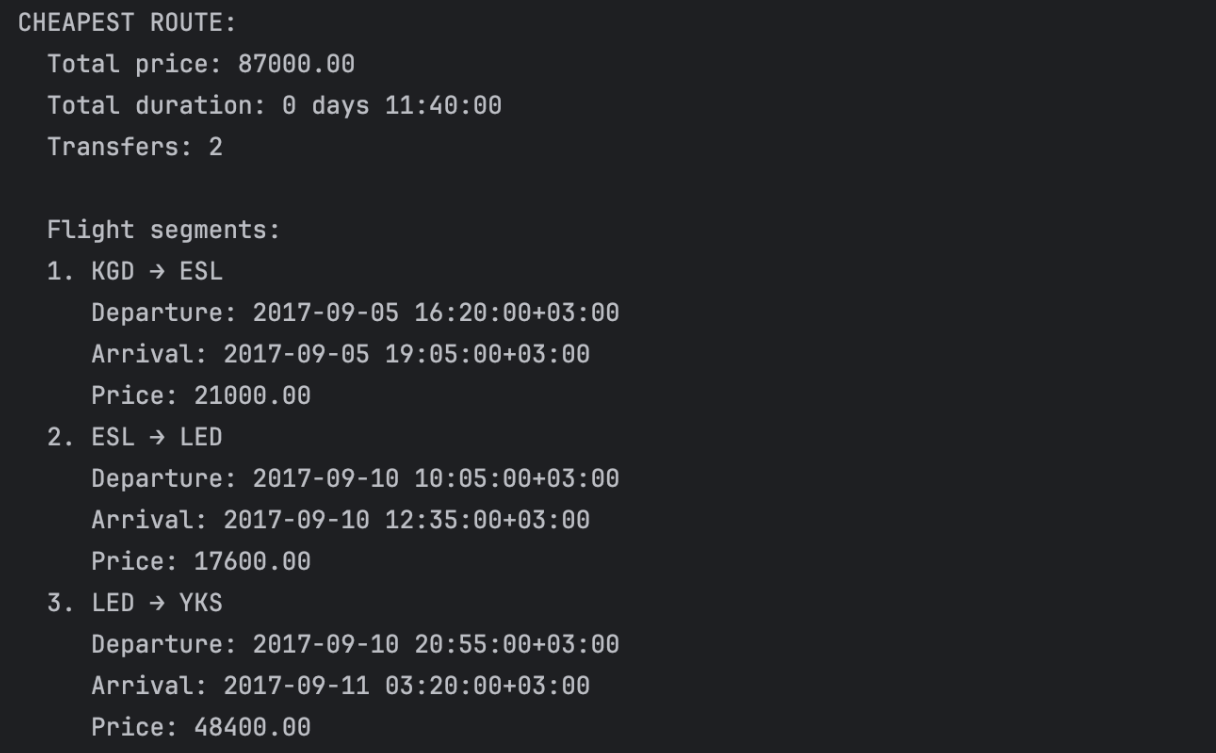 CHEAPEST ROUTE:
Total price: 87000.00
Total duration: 0 days 11:40:00
Transfers: 2
Flight segments:
1. KGD → ESL
Departure: 2017-09-05 16:20:00+03:00
Arrival: 2017-09-05 19:05:00+03:00
Price: 21000.00
2. ESL → LED
Departure: 2017-09-10 10:05:00+03:00
Arrival: 2017-09-10 12:35:00+03:00
Price: 17600.00
3. LED → YKS
Departure: 2017-09-10 20:55:00+03:00
Arrival: 2017-09-11 03:20:00+03:00
Price: 48400.00